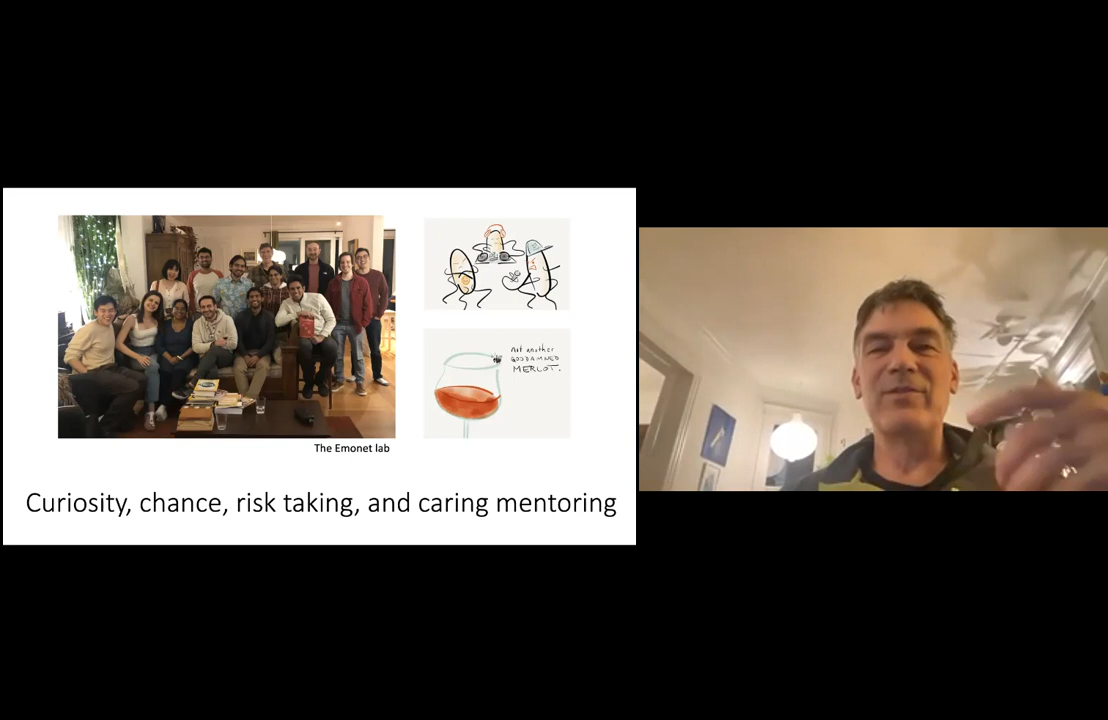 not another
GODDAMNED
MERLOT.
The Emonet lab
Curiosity, chance, risk taking, and caring mentoring